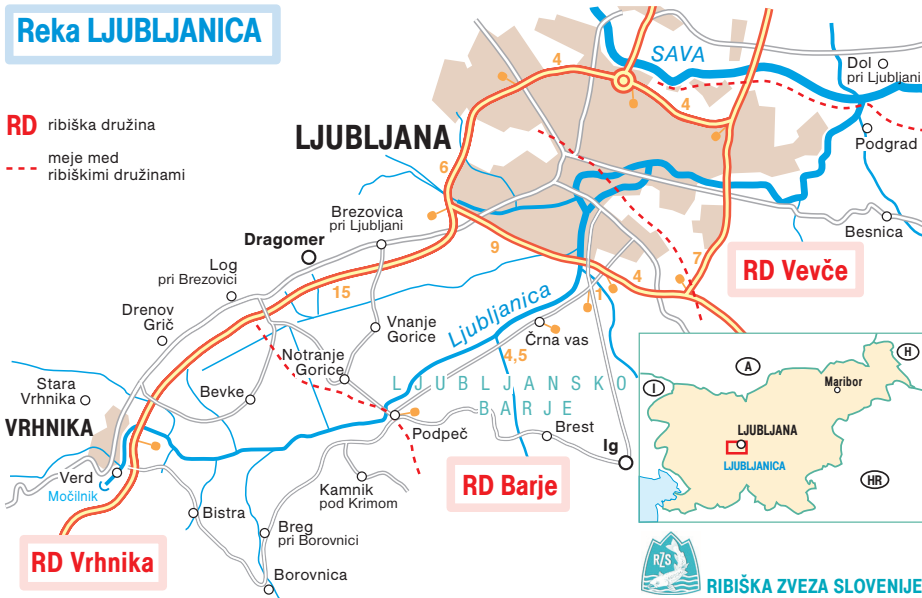 Reka LJUBLJANICA
RD ribiška družina
meje med
ribiškimi družinami
LJUBLJANA
SAVA
4
4
Dol
pri Ljubljani
Podgrad
Besnica
6
Brezovica
pri Ljubljani
Dragomer
9
Log
pri Brezovici
15
Drenov
Grič
Ljubljanica
1
4
7
RD Vevče
Vnanje
Gorice
Črna vas
4,5
Notranje
Gorice
Stara
Vrhnika
Bevke
LJUBLJANSKO
BARJE
VRHNIKA
Podpeč
Brest
Ig
Verd
Močilnik
Kamnik
pod Krimom
RD Barje
Bistra
Breg
pri Borovnici
RD Vrhnika
Borovnica
A
H
I
Maribor
LJUBLJANA
LJUBLJANICA
HR
RZS
RIBIŠKA ZVEZA SLOVENIJE